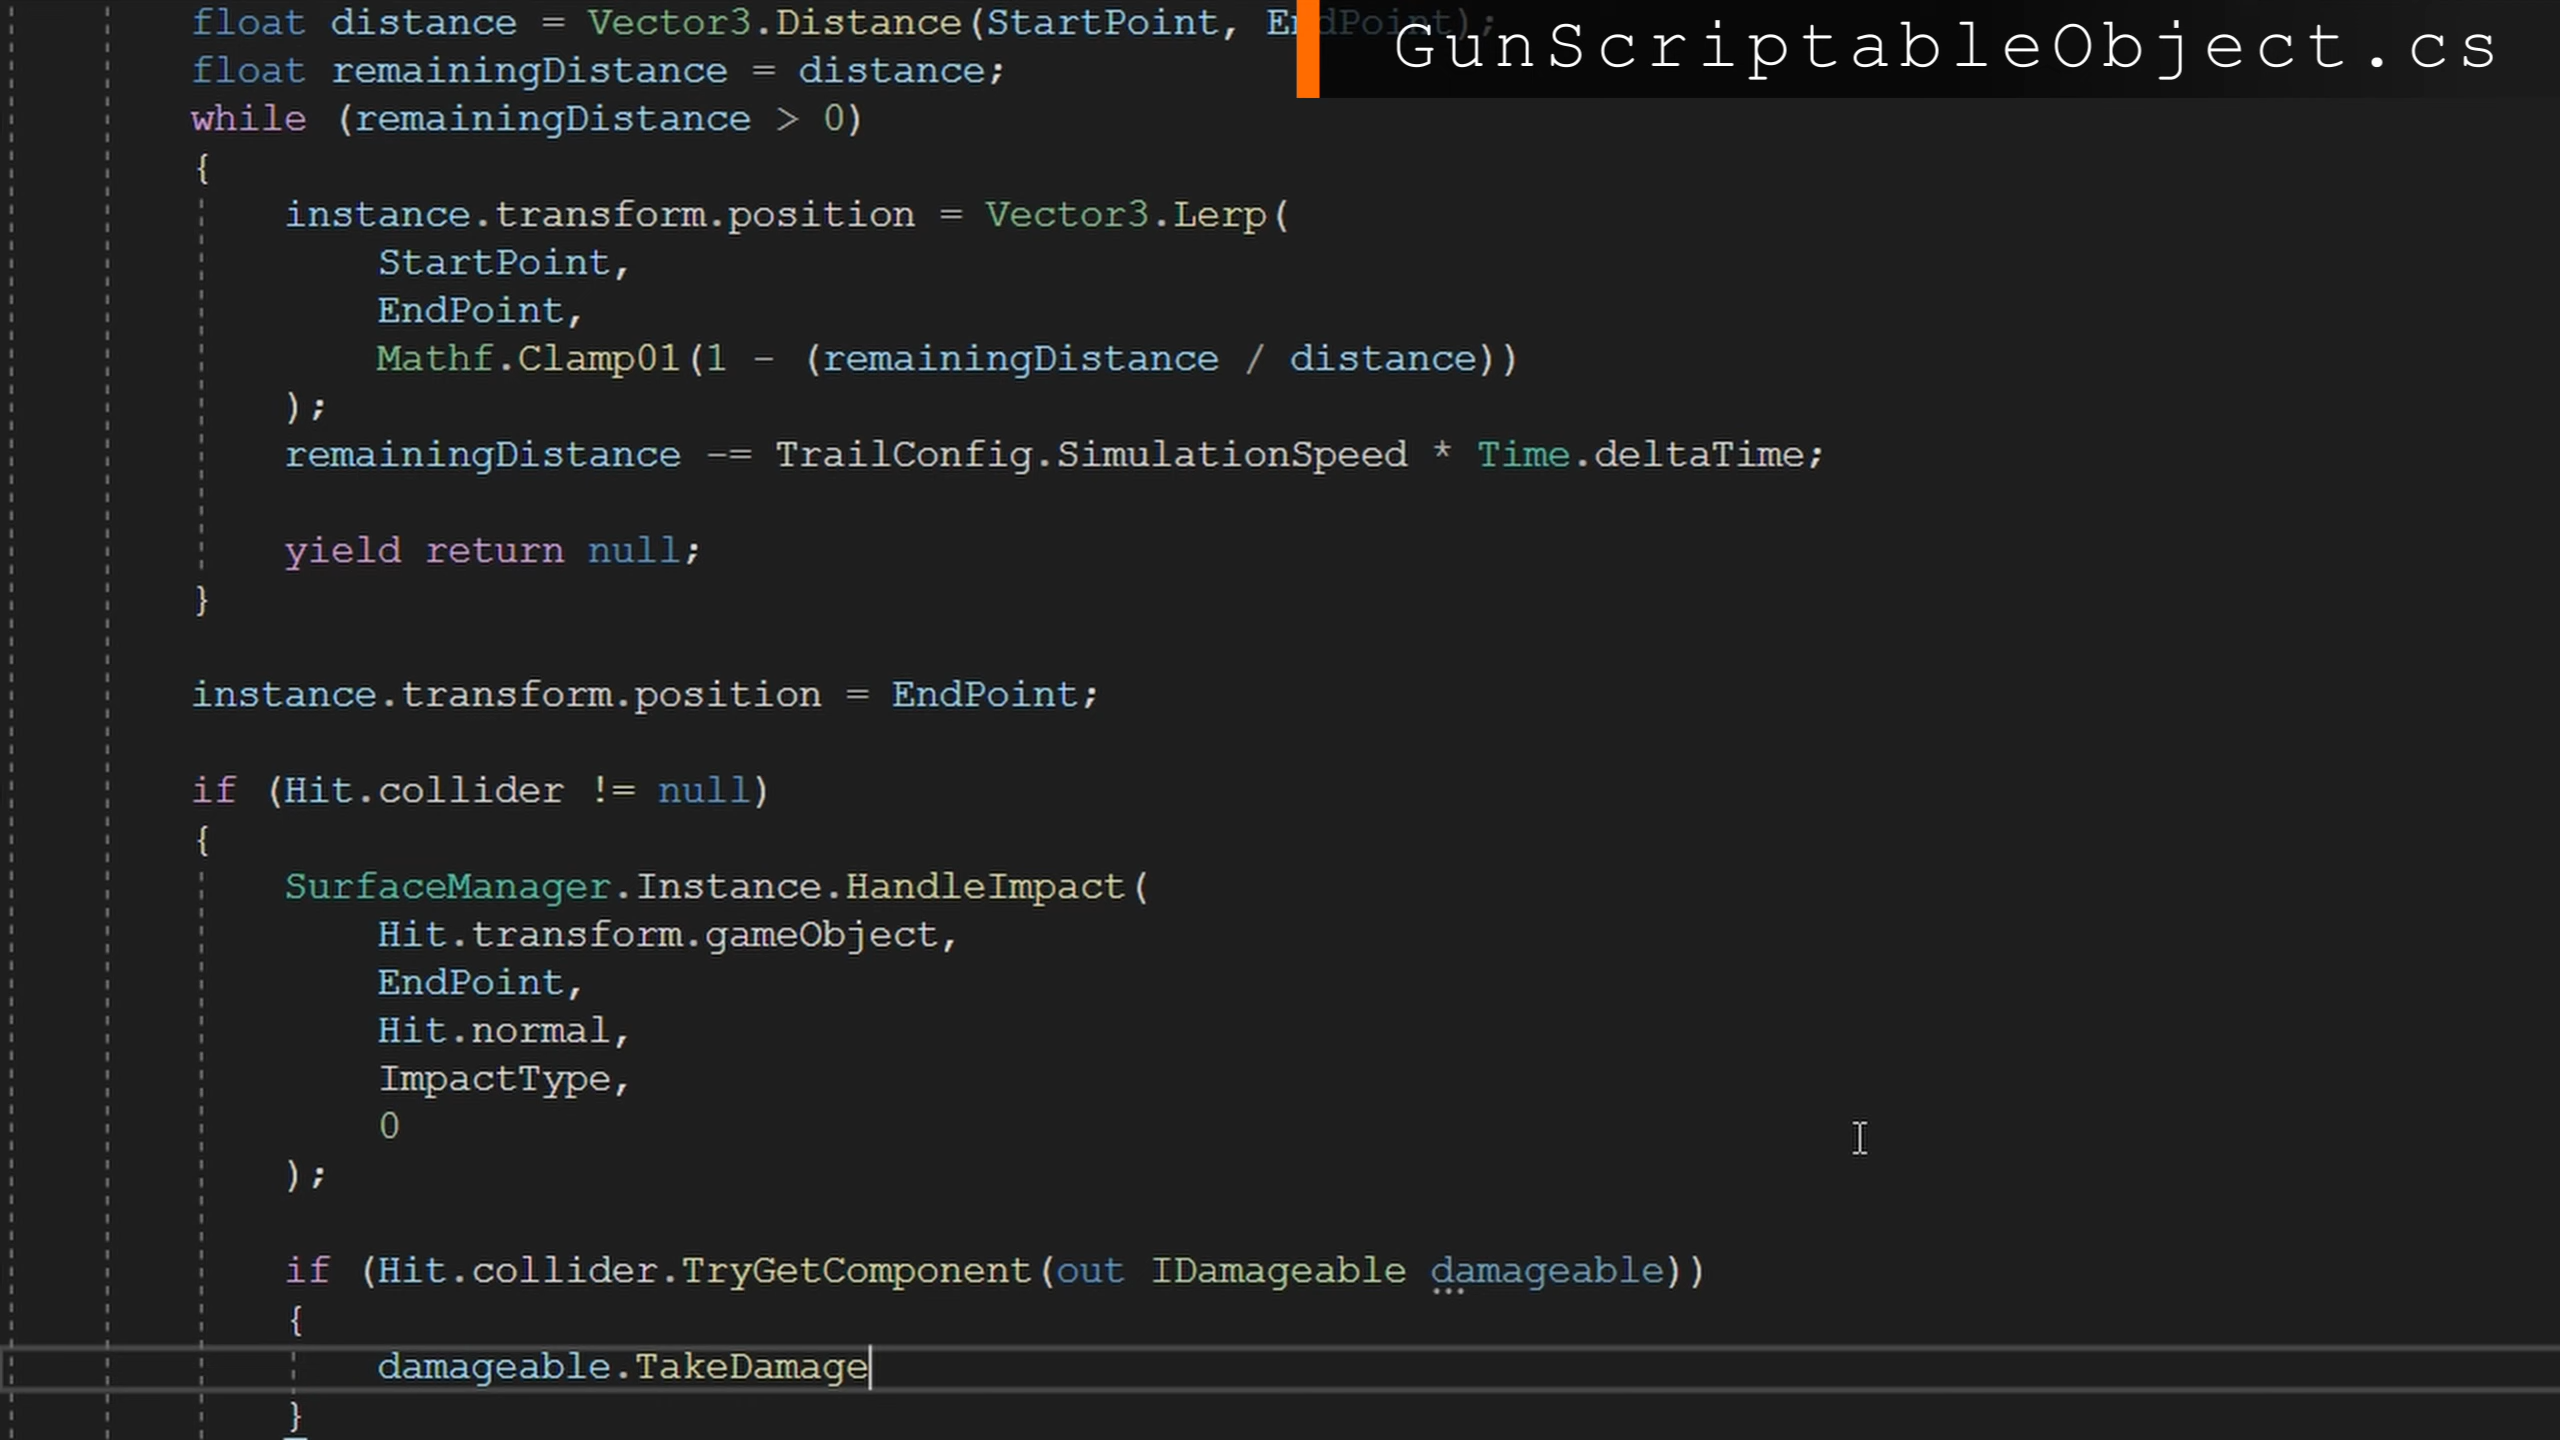 float distance = Vector3.Distance(StartPoint, EndPoint);
GunScriptableObject.cs
float remainingDistance = distance;
while (remainingDistance > 0)
{
instance.transform.position = Vector3.Lerp(
StartPoint,
EndPoint,
Mathf.Clamp01(1 - (remainingDistance / distance))
);
remainingDistance -= TrailConfig.SimulationSpeed * Time.deltaTime;
yield return null;
}
instance.transform.position = EndPoint;
if (Hit.collider != null)
{
SurfaceManager.Instance.HandleImpact(
Hit.transform.gameObject,
EndPoint,
Hit.normal,
ImpactType,
0
);
if (Hit.collider.TryGetComponent(out IDamageable damageable))
{
damageable.TakeDamage
}